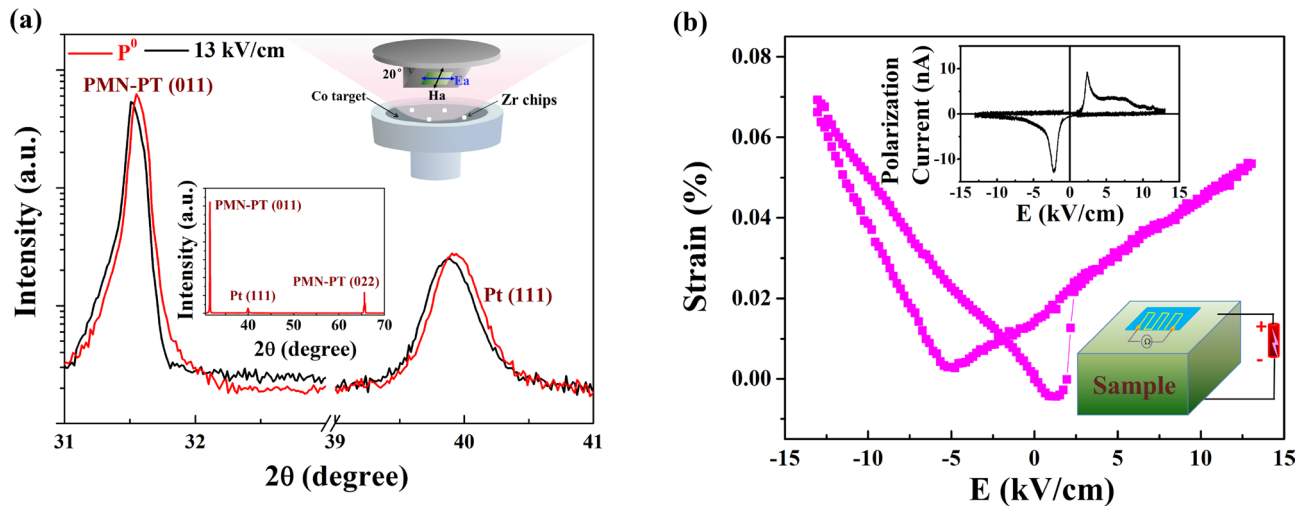 (a)
P⁰ 13 kV/cm
PMN-PT (011)
20°
Ea
Ha
Co target
Zr chips
Intensity (a.u.)
Intensity (a.u.)
PMN-PT (011)
Pt (111)
PMN-PT (022)
40 50 60 70
2θ (degree)
Pt (111)
31 32 39 40 41
2θ (degree)
(b)
0.08
0.06
0.04
0.02
0.00
Strain (%)
Polarization
Current (nA)
10
0
-10
-15 -10 -5 0 5 10 15
E (kV/cm)
Ω
+
-
Sample
-15 -10 -5 0 5 10 15
E (kV/cm)